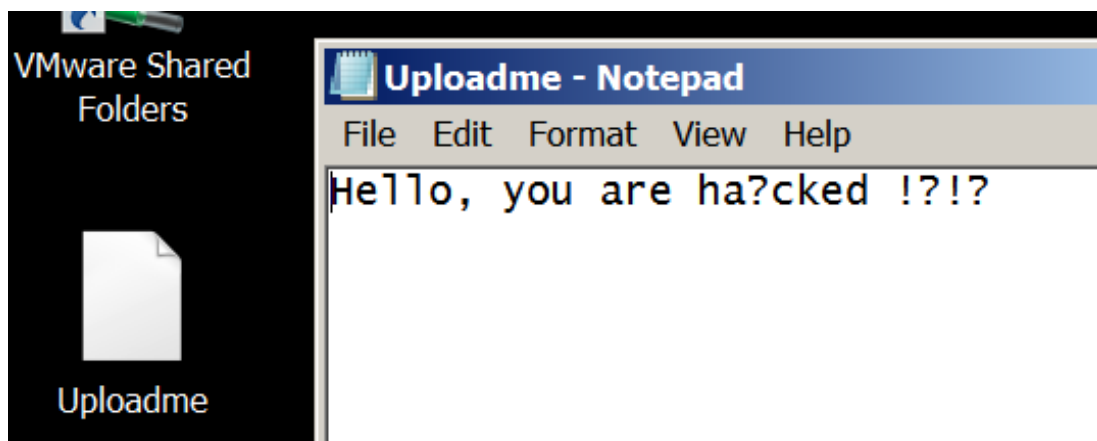 VMware Shared
Folders
Uploadme - Notepad
File Edit Format View Help
Hello, you are ha?cked !?!?
Uploadme